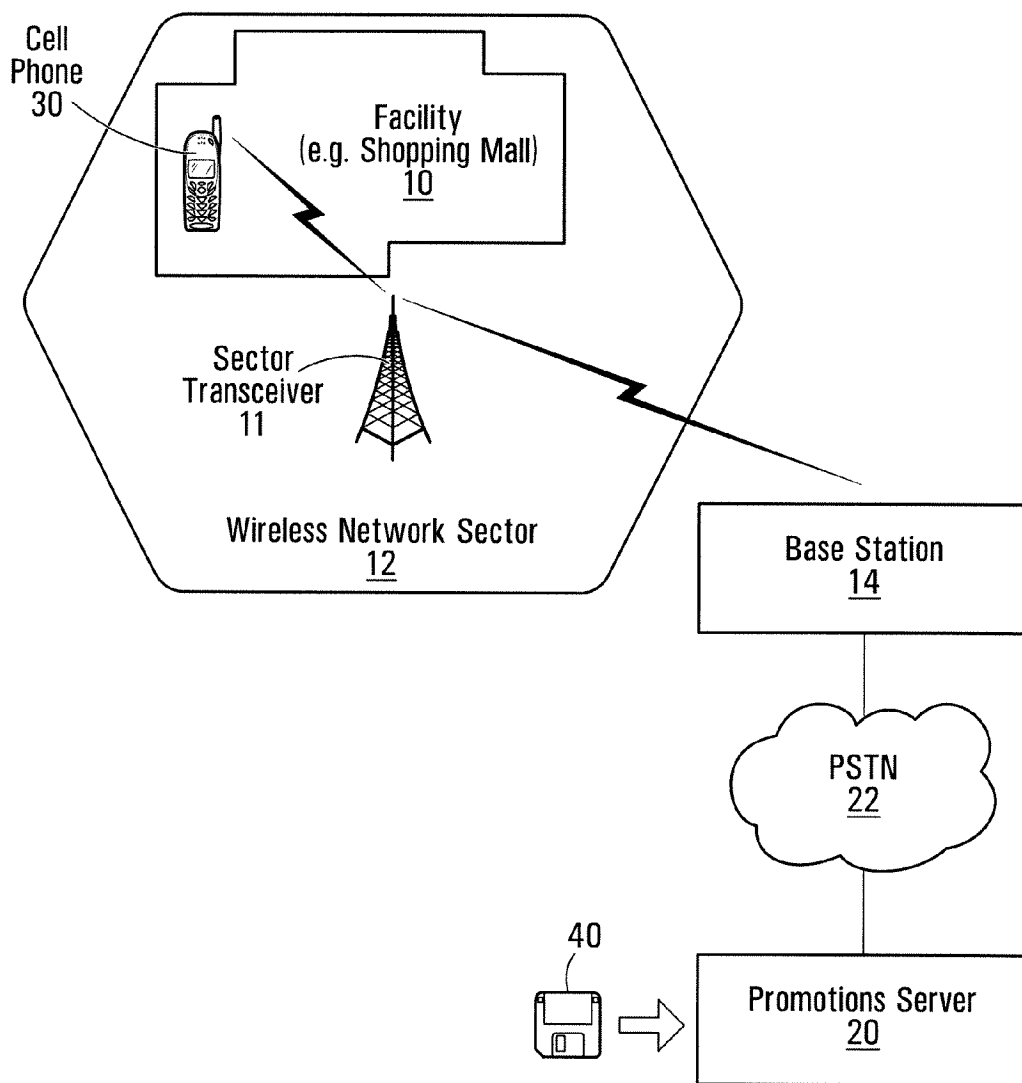 Cell
Phone
30
Facility
(e.g. Shopping Mall)
10
Sector
Transceiver
11
Wireless Network Sector
12
Base Station
14
PSTN
22
40
Promotions Server
20